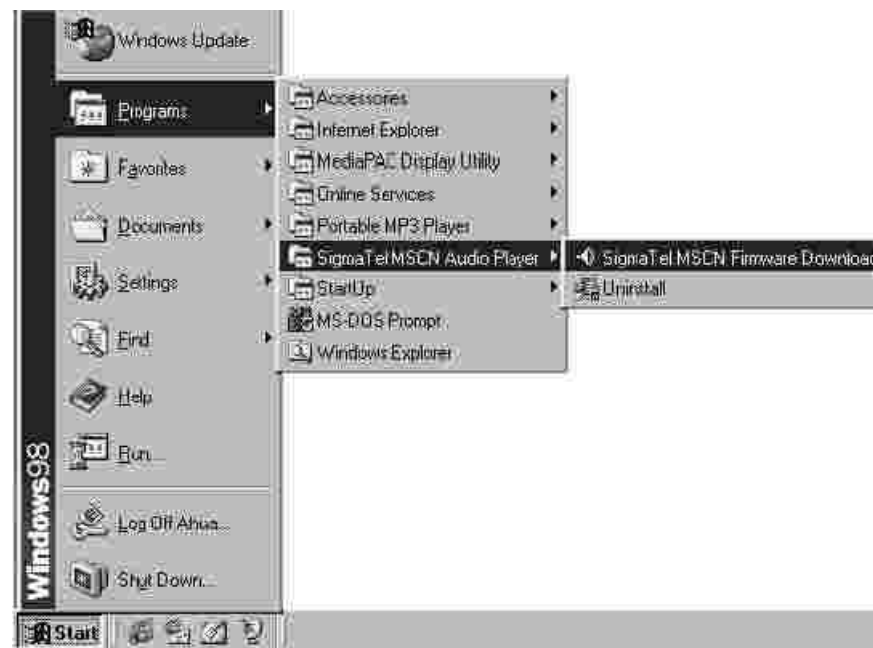 Windows Update
Programs
Favorites
Documents
Settings
Find
Help
Run...
Log Off Ahua...
Shut Down...
Windows98
Start
Accessories
Internet Explorer
MediaPAC Display Utility
Online Services
Portable MP3 Player
SigmaTel MSCN Audio Player
StartUp
MS-DOS Prompt
Windows Explorer
SigmaTel MSCN Firmware Download
Uninstall